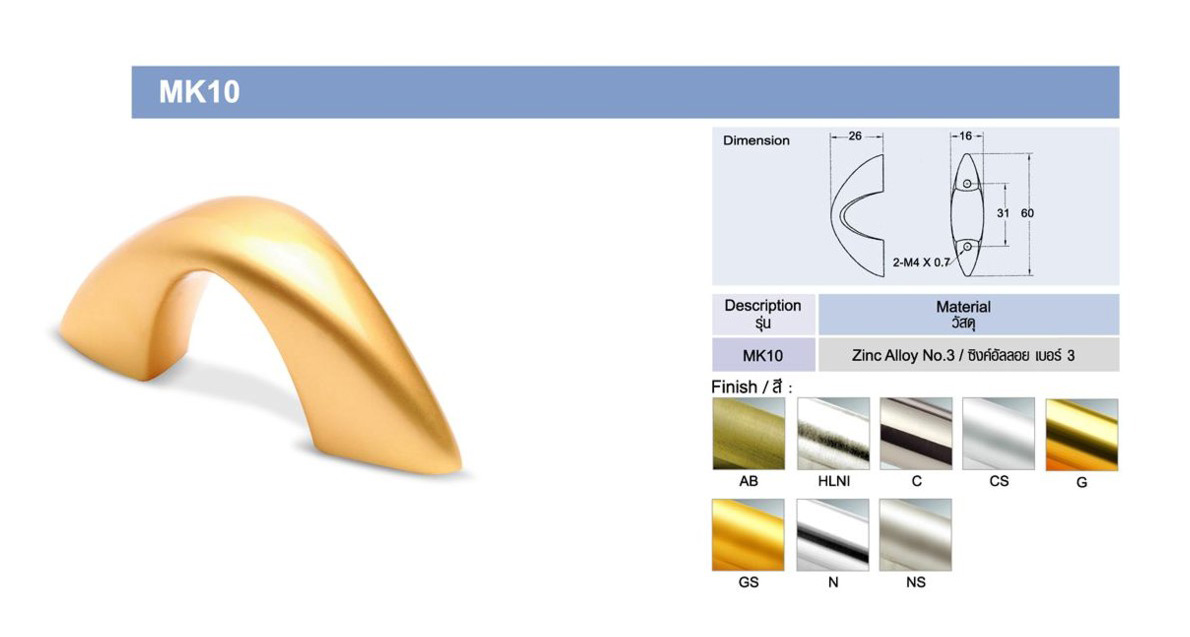 MK10
Dimension
26
16
31
60
2-M4 X 0.7
Description
รุ่น
Material
วัสดุ
MK10
Zinc Alloy No.3 / ซิงค์อัลลอย เบอร์ 3
Finish / สี :
AB
HLNI
C
CS
G
GS
N
NS